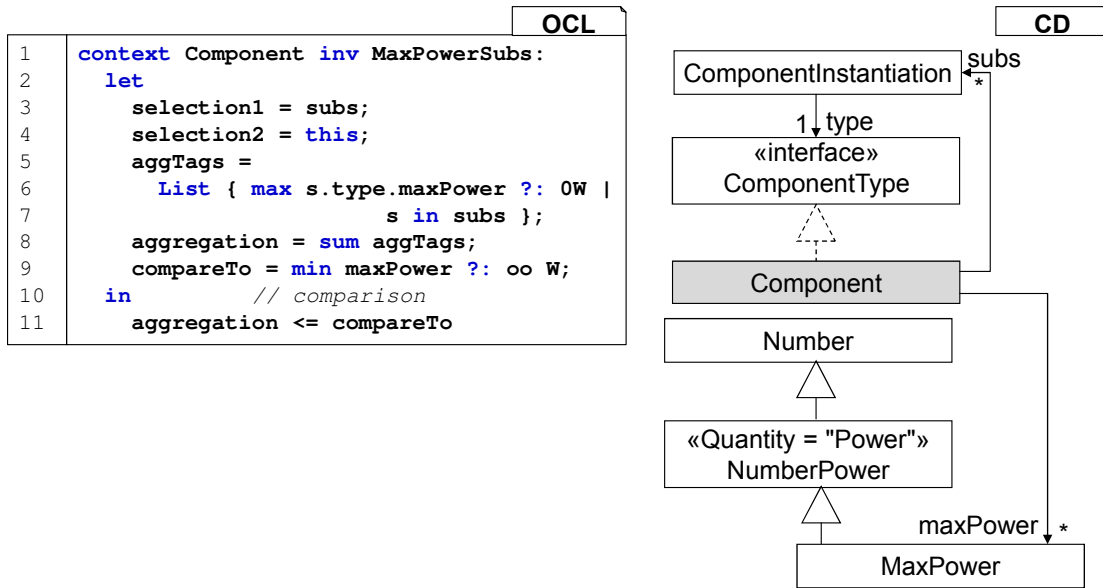 OCL
1 context Component inv MaxPowerSubs:
2 let
3 selection1 = subs;
4 selection2 = this;
5 aggTags =
6 List { max s.type.maxPower ?: 0W |
7 s in subs };
8 aggregation = sum aggTags;
9 compareTo = min maxPower ?: oo W;
10 in // comparison
11 aggregation <= compareTo
CD
ComponentInstantiation
subs
*
1 type
«interface»
ComponentType
Component
Number
«Quantity = "Power"»
NumberPower
maxPower *
MaxPower